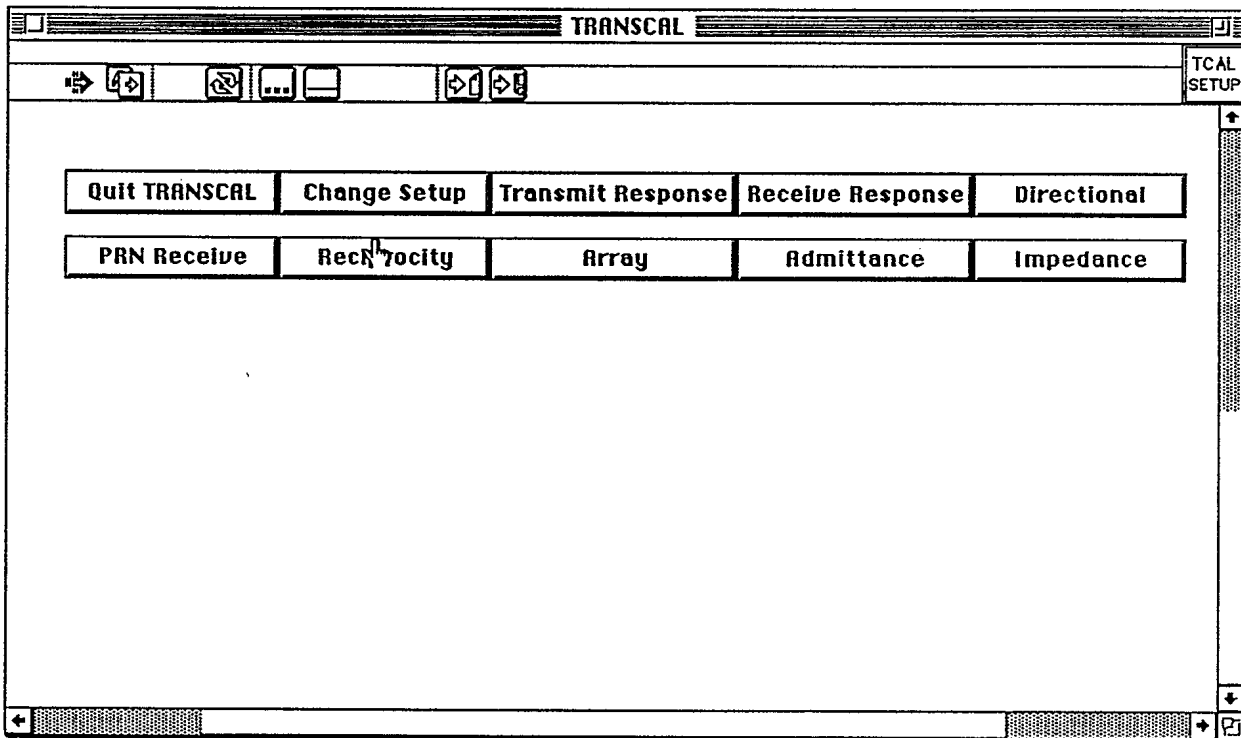 TRANSCAL
TCAL
SETUP
Quit TRANSCAL Change Setup Transmit Response Receive Response Directional
PRN Receive Array Admittance Impedance